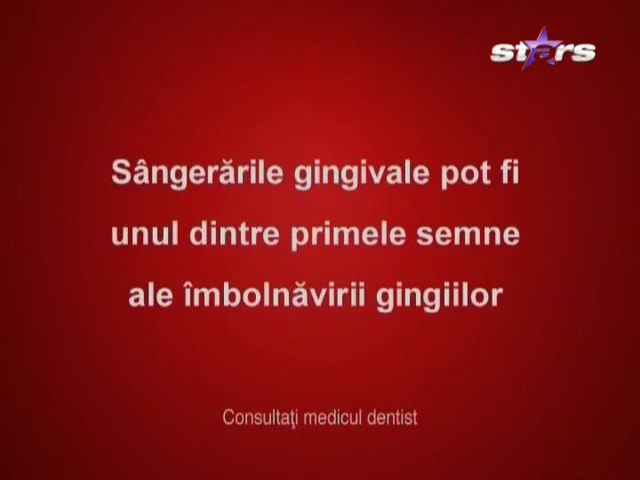 stars
Sângerările gingivale pot fi
unul dintre primele semne
ale îmbolnăvirii gingiilor
Consultaţi medicul dentist